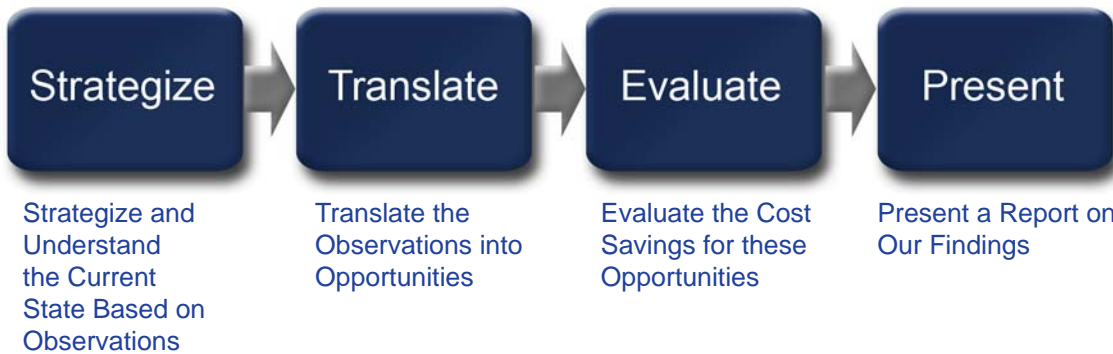 Strategize
Translate
Evaluate
Present
Strategize and
Understand
the Current
State Based on
Observations
Translate the
Observations into
Opportunities
Evaluate the Cost
Savings for these
Opportunities
Present a Report on
Our Findings